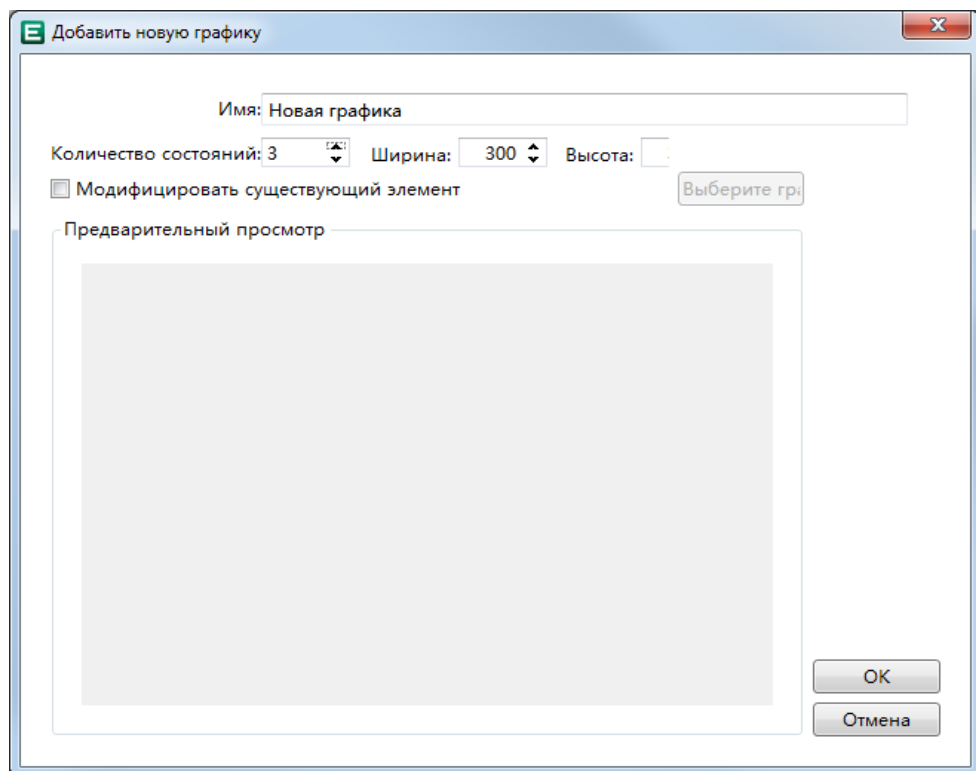 Добавить новую графику
Имя: Новая графика
Количество состояний: 3 Ширина: 300 Высота:
Модифицировать существующий элемент Выберите
Предварительный просмотр
OK
Отмена